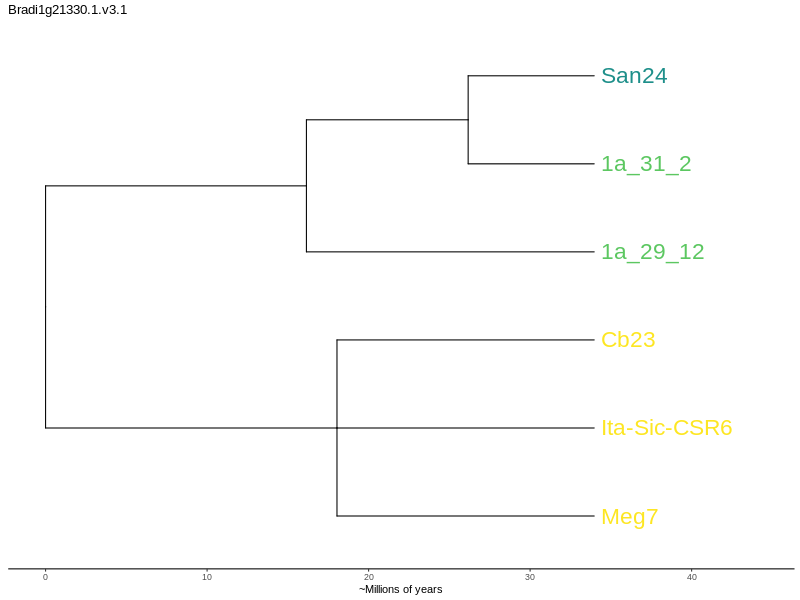 Bradi1g21330.1.v3.1
San24
1a_31_2
1a_29_12
Cb23
Ita-Sic-CSR6
Meg7
0 10 20 30 40
~Millions of years